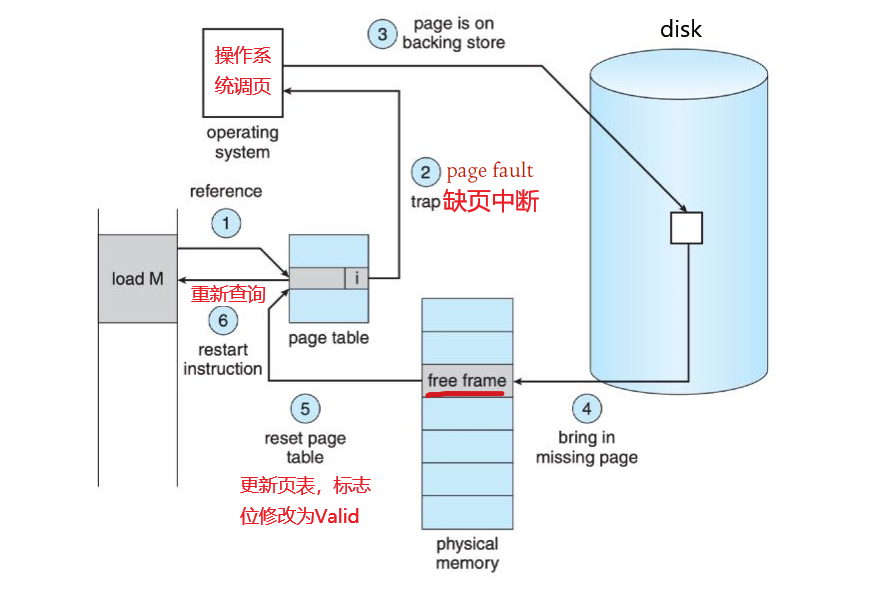 3
page is on
backing store
disk
操作系
统调页
operating
system
2
page fault
trap
缺页中断
reference
1
load M
i
重新查询
6
restart
instruction
page table
free frame
5
reset page
table
4
bring in
missing page
更新页表，标志
位修改为Valid
physical
memory